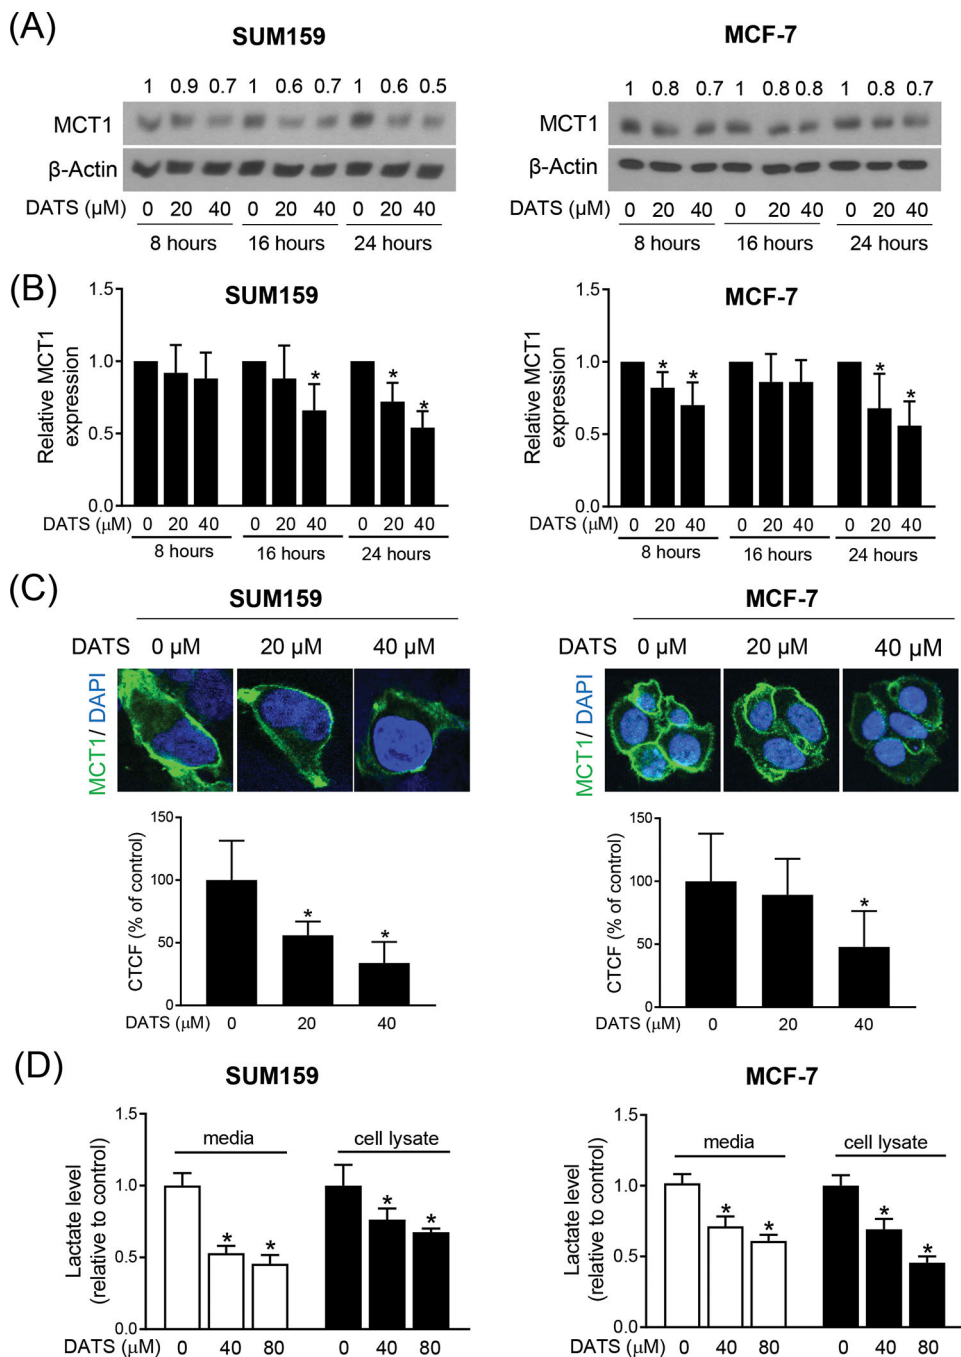 (A)
SUM159
1 0.9 0.7 1 0.6 0.7 1 0.6 0.5
MCT1
β-Actin
DATS (µM) 0 20 40 0 20 40 0 20 40
8 hours 16 hours 24 hours
MCF-7
1 0.8 0.7 1 0.8 0.8 1 0.8 0.7
MCT1
β-Actin
DATS (µM) 0 20 40 0 20 40 0 20 40
8 hours 16 hours 24 hours
(B)
SUM159
Relative MCT1
expression
1.5
1.0
0.5
0.0
* * *
DATS (µM) 0 20 40 0 20 40 0 20 40
8 hours 16 hours 24 hours
MCF-7
Relative MCT1
expression
1.5
1.0
0.5
0.0
* * * *
DATS (µM) 0 20 40 0 20 40 0 20 40
8 hours 16 hours 24 hours
(C)
SUM159
DATS 0 µM 20 µM 40 µM
MCT1/ DAPI
CTCF (% of control)
150
100
50
0
* *
DATS (µM) 0 20 40
MCF-7
DATS 0 µM 20 µM 40 µM
MCT1/ DAPI
CTCF (% of control)
150
100
50
0
*
DATS (µM) 0 20 40
(D)
SUM159
Lactate level
(relative to control)
1.5
1.0
0.5
0.0
media cell lysate
* * * *
DATS (µM) 0 40 80 0 40 80
MCF-7
Lactate level
(relative to control)
1.5
1.0
0.5
0.0
media cell lysate
* * * *
DATS (µM) 0 40 80 0 40 80